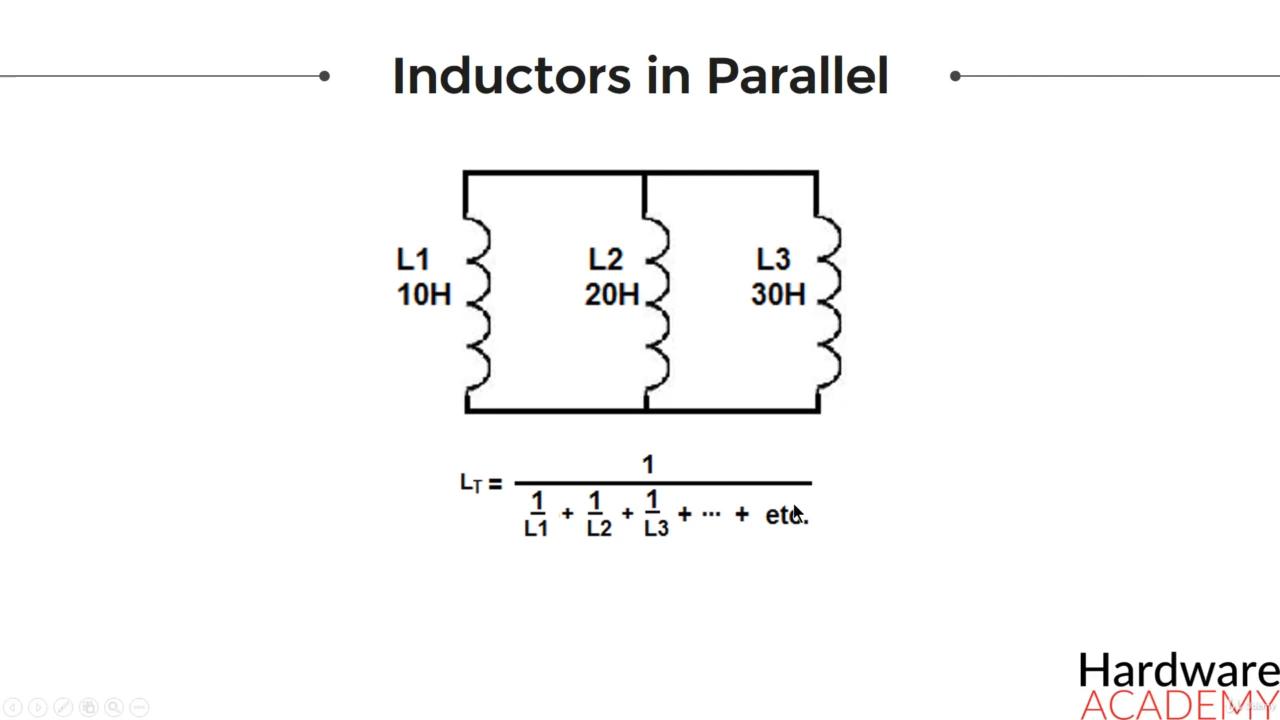 Inductors in Parallel
L1 L2 L3
10H 20H 30H
1
LT =
1 1 1
+ + + + ··· + etc.
L1 L2 L3
Hardware
ACADEMY